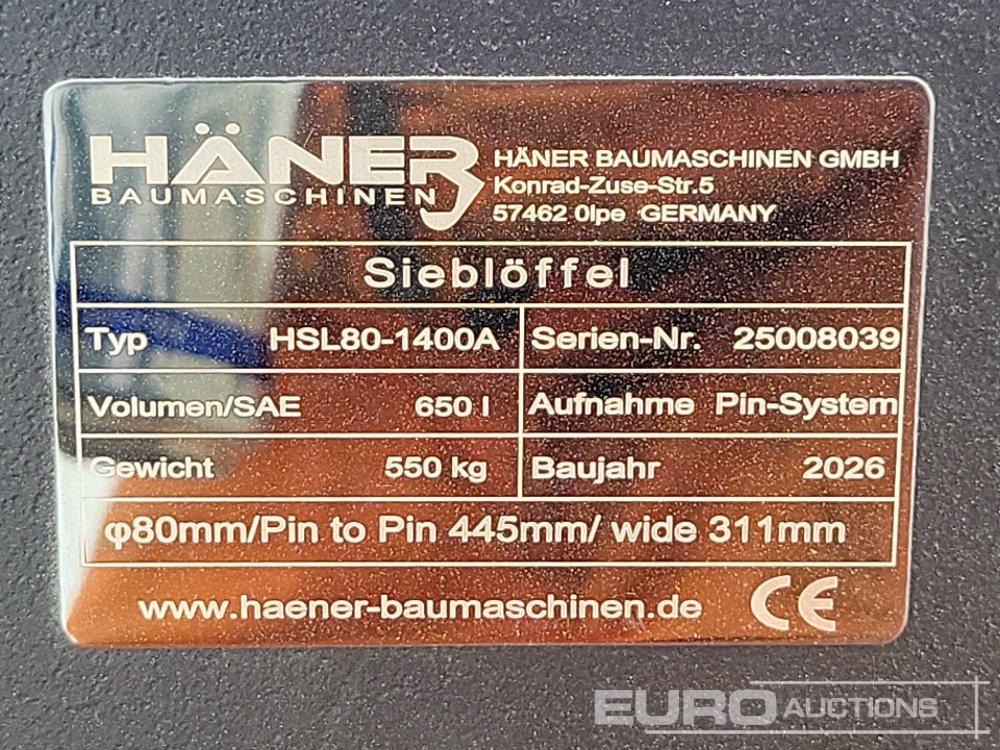 HÄNER
BAUMASCHINEN
HÄNER BAUMASCHINEN GMBH
Konrad-Zuse-Str.5
57462 Olpe GERMANY
Sieblöffel
Typ HSL80-1400A Serien-Nr. 25008039
Volumen/SAE 650 l Aufnahme Pin-System
Gewicht 550 kg Baujahr 2026
φ80mm/Pin to Pin 445mm/ wide 311mm
www.haener-baumaschinen.de CE
EURO AUCTIONS